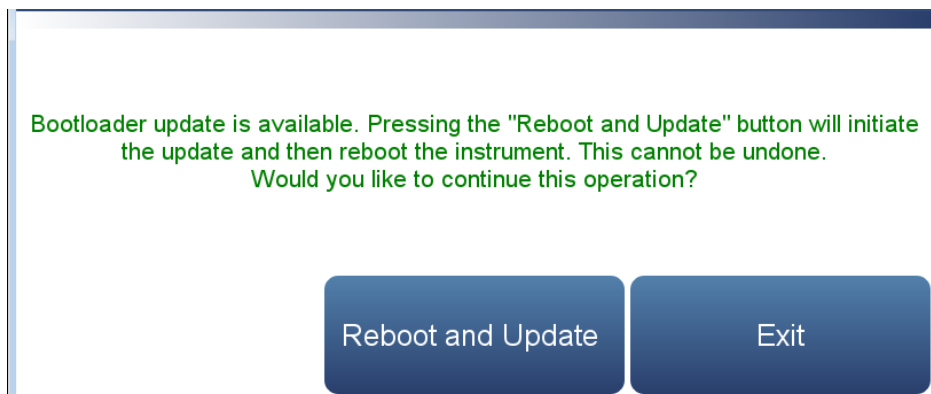 Bootloader update is available. Pressing the "Reboot and Update" button will initiate
the update and then reboot the instrument. This cannot be undone.
Would you like to continue this operation?
Reboot and Update
Exit